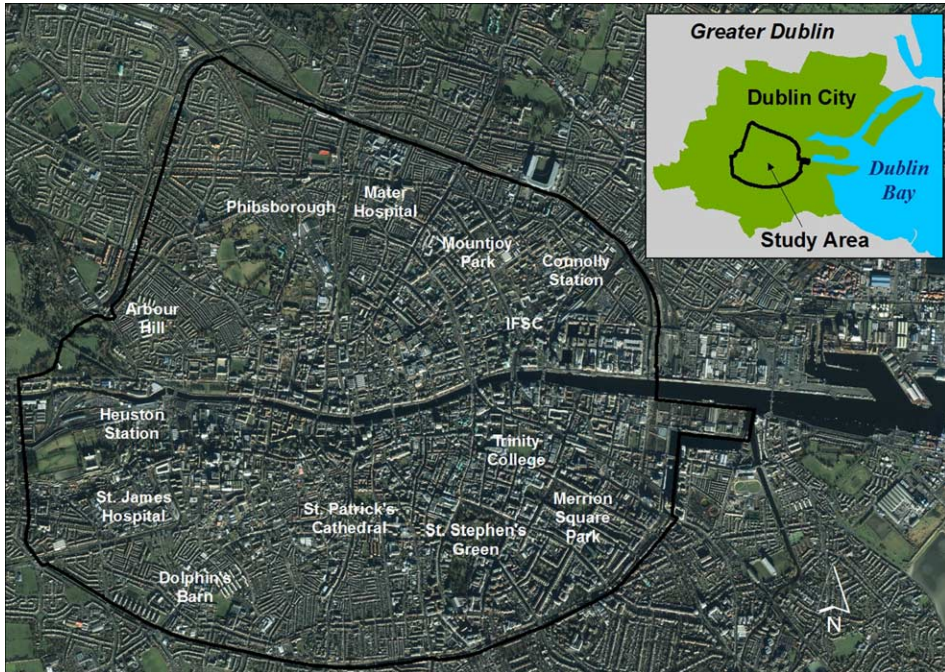 Greater Dublin
Dublin City
Dublin
Bay
Study Area
Phibsborough
Mater
Hospital
Mountjoy
Park
Connolly
Station
Arbour
Hill
IFSC
Heuston
Station
Trinity
College
St. James
Hospital
St. Patrick's
Cathedral
St. Stephen's
Green
Merrion
Square
Park
Dolphin's
Barn
N